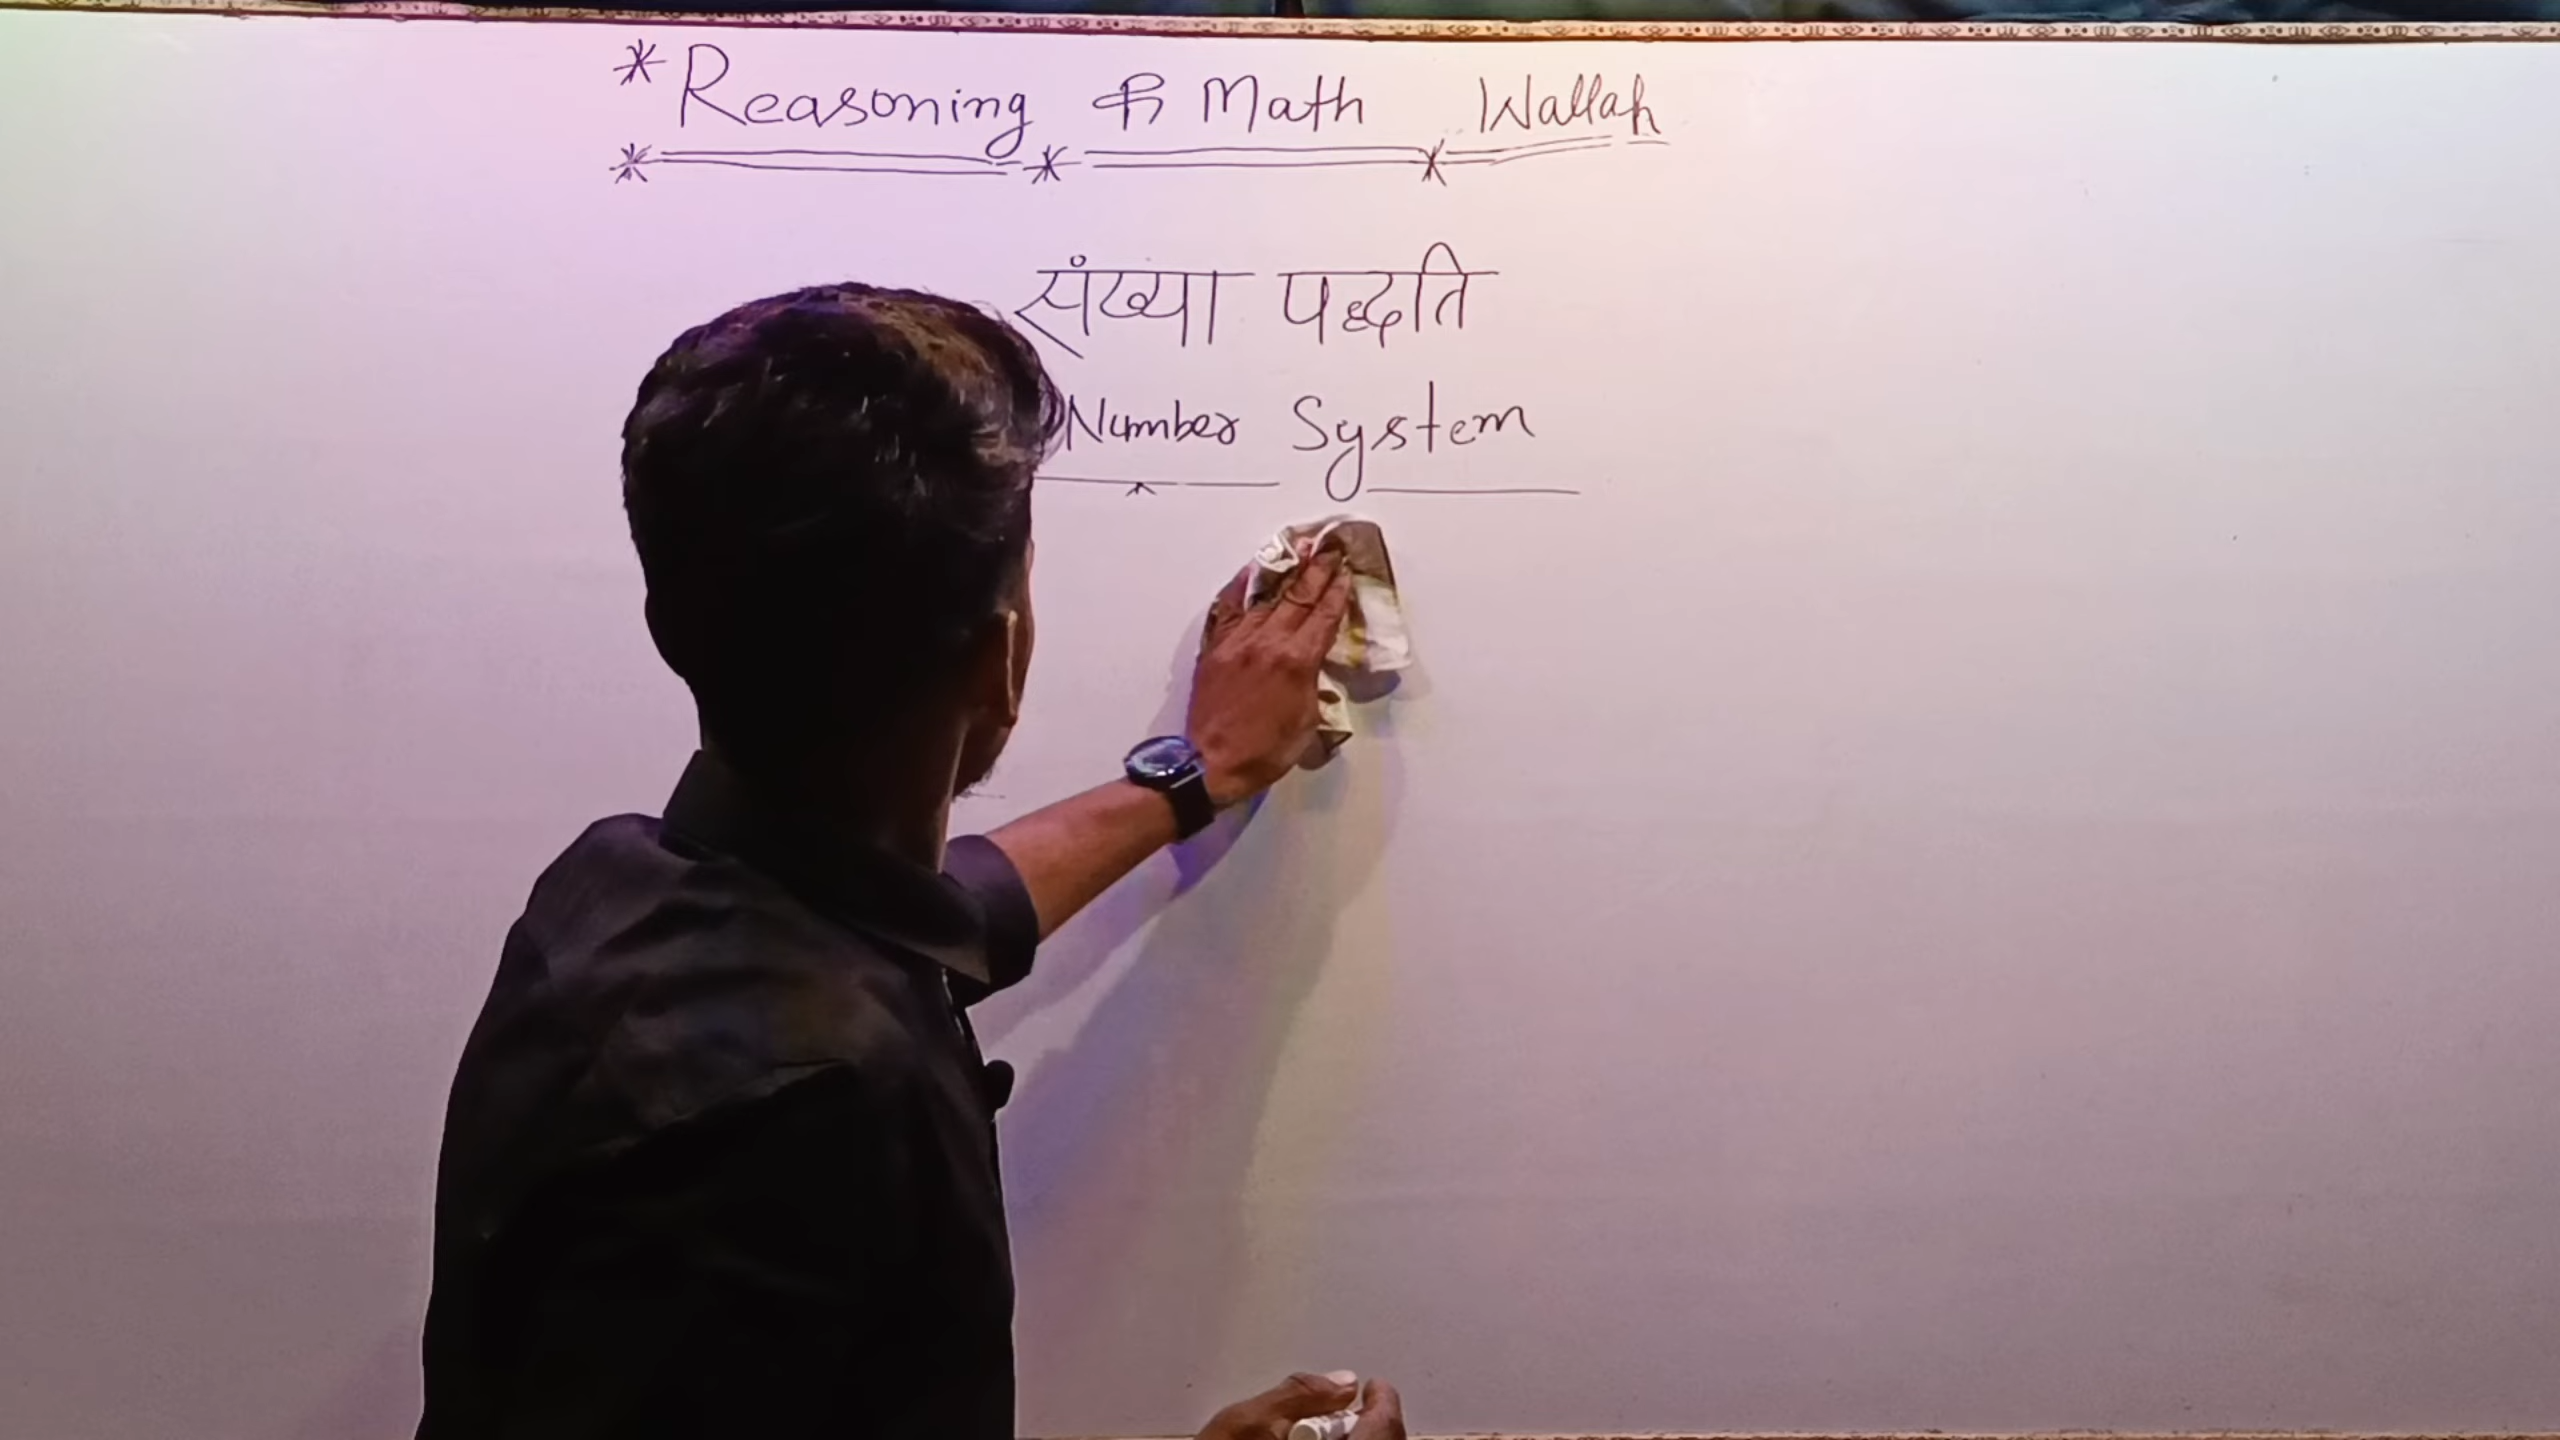 * Reasoning & Math Wallah
संख्या पद्धति
Number System